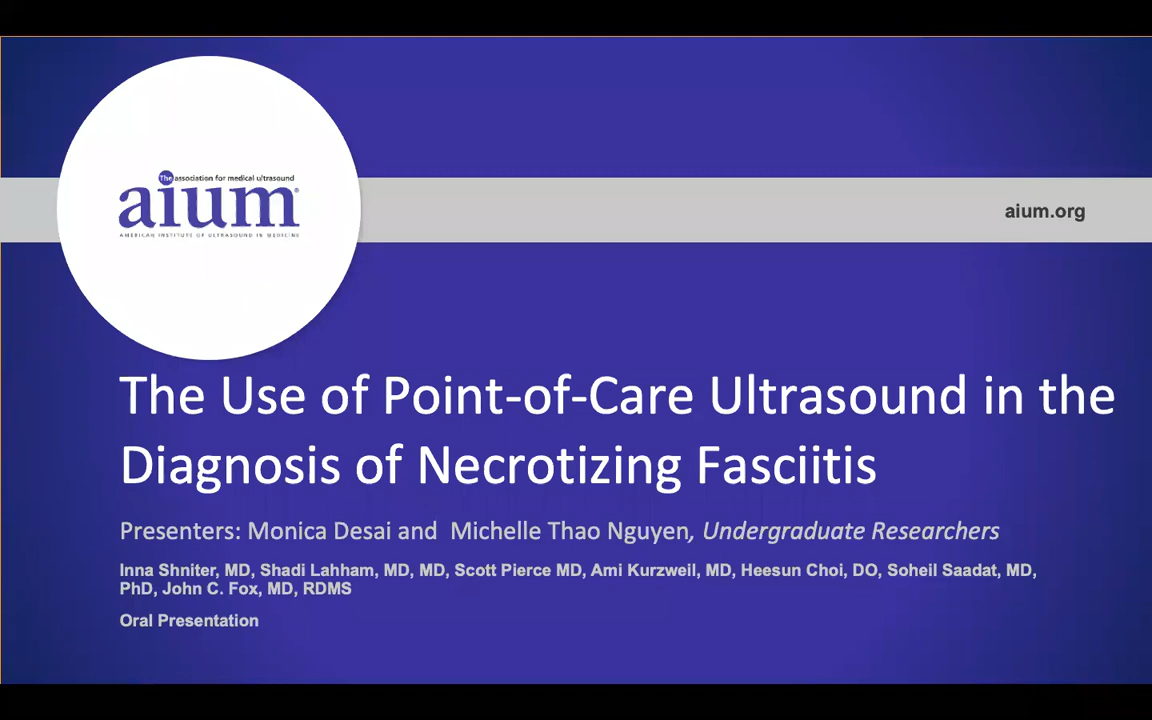 The association for medical ultrasound
aium®
AMERICAN INSTITUTE OF ULTRASOUND IN MEDICINE
aium.org
The Use of Point-of-Care Ultrasound in the
Diagnosis of Necrotizing Fasciitis
Presenters: Monica Desai and Michelle Thao Nguyen, Undergraduate Researchers
Inna Shniter, MD, Shadi Lahham, MD, MD, Scott Pierce MD, Ami Kurzweil, MD, Heesun Choi, DO, Soheil Saadat, MD,
PhD, John C. Fox, MD, RDMS
Oral Presentation